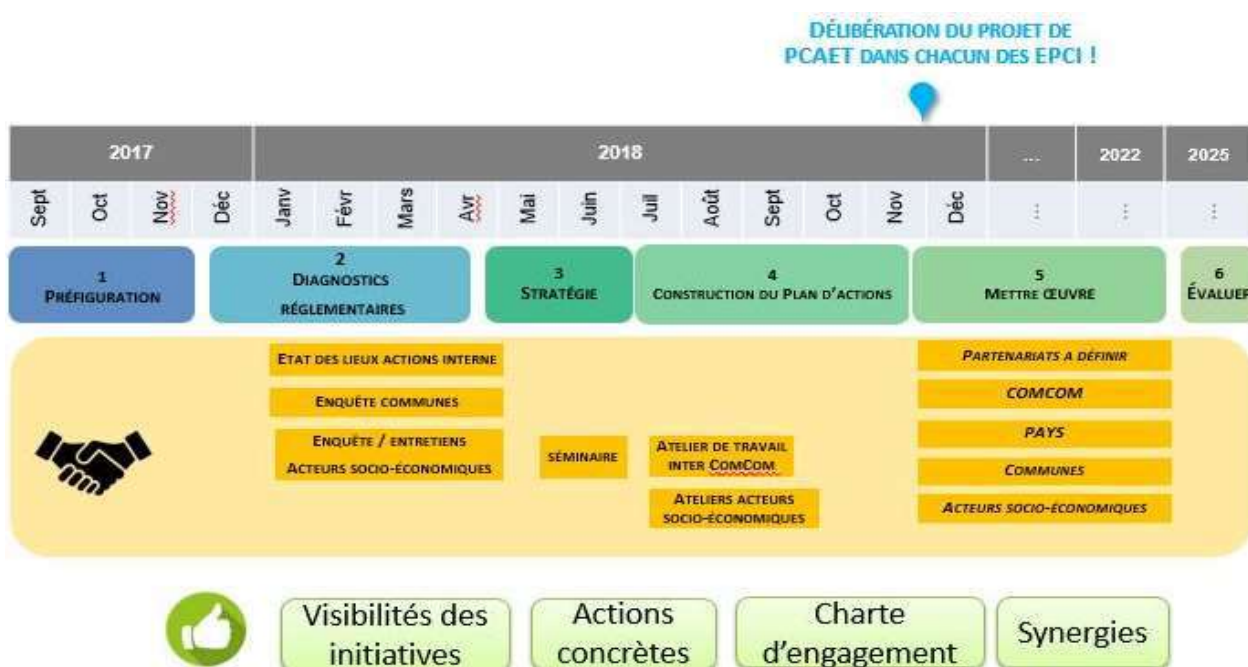 DÉLIBÉRATION DU PROJET DE
PCAET DANS CHACUN DES EPCI !
2017 2018 ... 2022 2025
Sept Oct Nov Déc Janv Févr Mars Avr Mai Juin Juil Août Sept Oct Nov Déc ... ... ...
1
PRÉFIGURATION
2
DIAGNOSTICS
RÉGLEMENTAIRES
3
STRATÉGIE
4
CONSTRUCTION DU PLAN D'ACTIONS
5
METTRE ŒUVRE
6
ÉVALUER
ETAT DES LIEUX ACTIONS INTERNE
ENQUÊTE COMMUNES
ENQUÊTE / ENTRETIENS
ACTEURS SOCIO-ÉCONOMIQUES
SÉMINAIRE
ATELIER DE TRAVAIL
INTER COMCOM
ATELIERS ACTEURS
SOCIO-ÉCONOMIQUES
PARTENARIATS A DÉFINIR
COMCOM
PAYS
COMMUNES
ACTEURS SOCIO-ÉCONOMIQUES
Visibilités des
initiatives
Actions
concrètes
Charte
d'engagement
Synergies